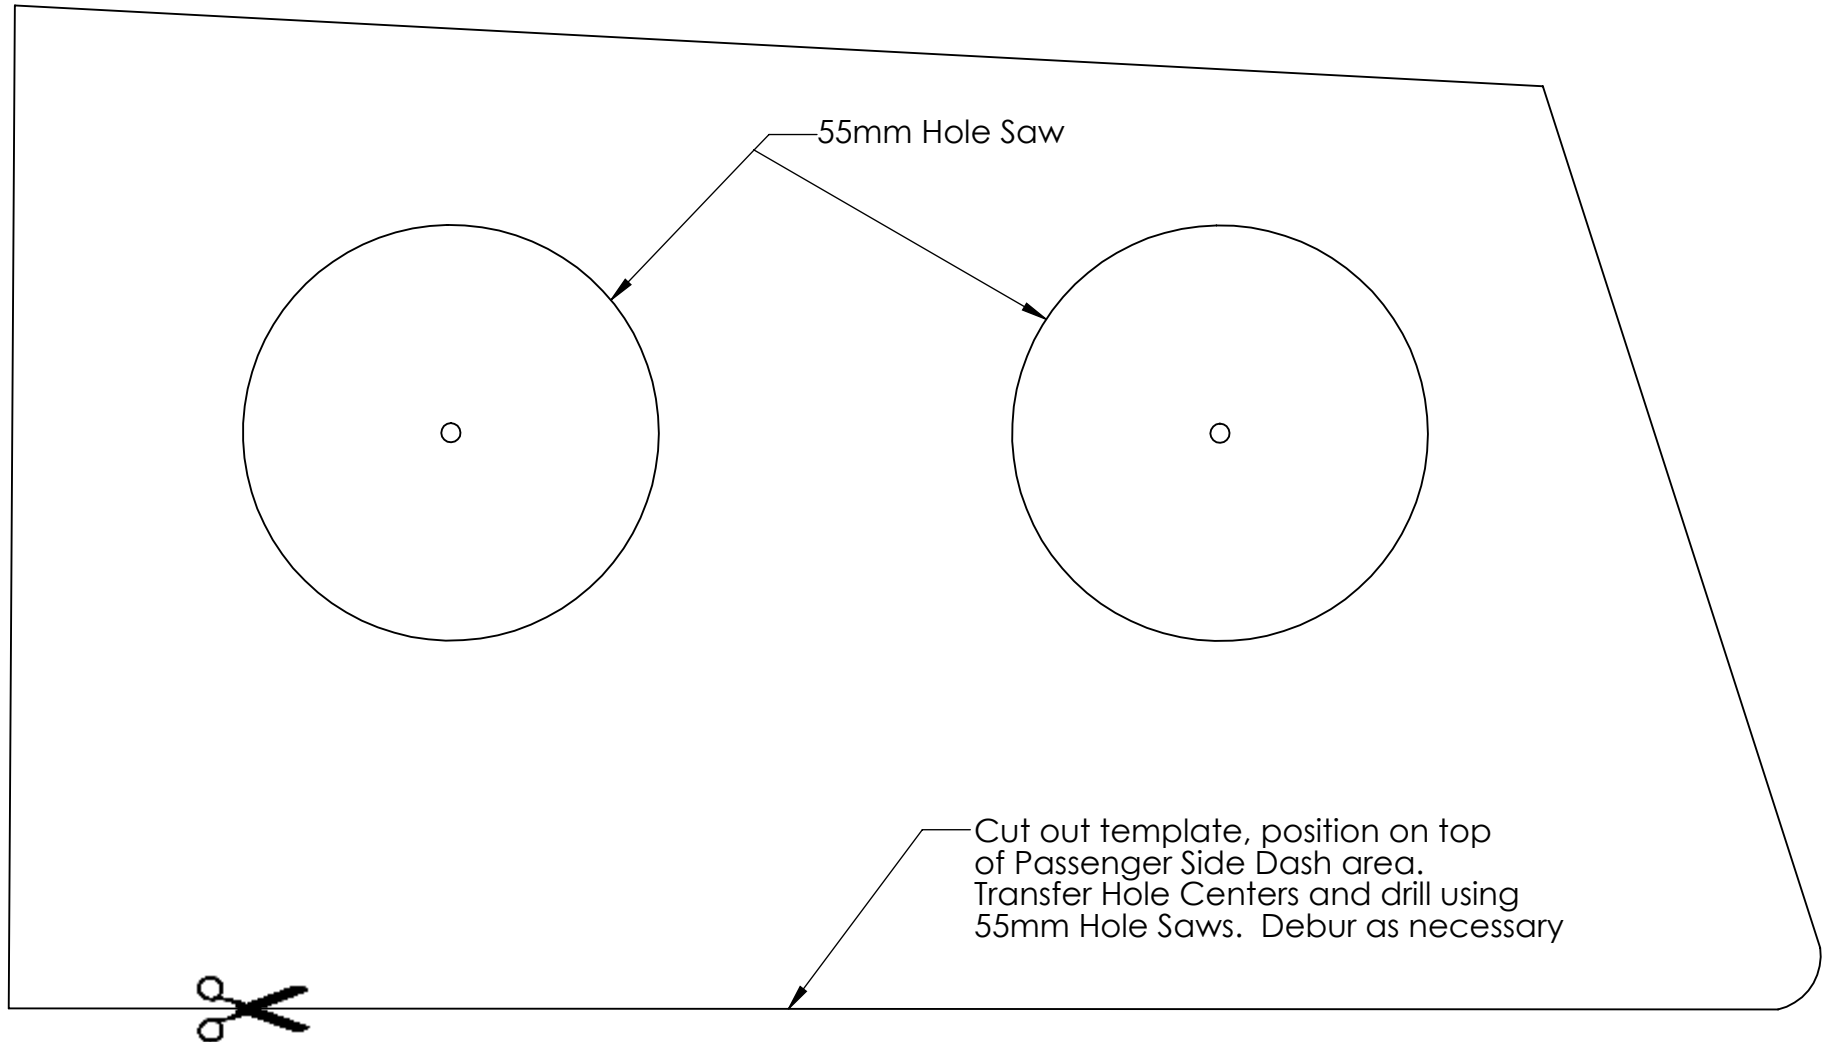 55mm Hole Saw
Cut out template, position on top
of Passenger Side Dash area.
Transfer Hole Centers and drill using
55mm Hole Saws.  Debur as necessary